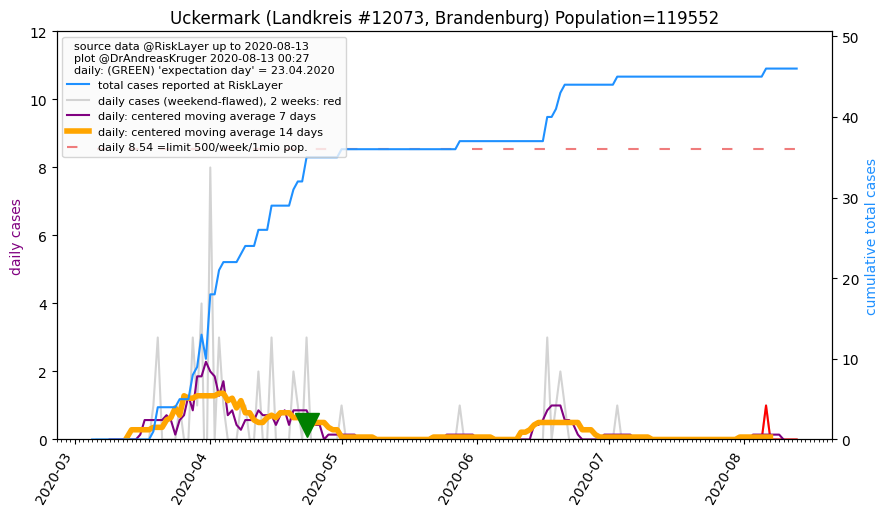 Uckermark (Landkreis #12073, Brandenburg) Population=119552
source data @RiskLayer up to 2020-08-13
plot @DrAndreasKruger 2020-08-13 00:27
daily: (GREEN) 'expectation day' = 23.04.2020
total cases reported at RiskLayer
daily cases (weekend-flawed), 2 weeks: red
daily: centered moving average 7 days
daily: centered moving average 14 days
daily 8.54 =limit 500/week/1mio pop.
daily cases
12
10
8
6
4
2
0
cumulative total cases
50
40
30
20
10
0
2020-03
2020-04
2020-05
2020-06
2020-07
2020-08